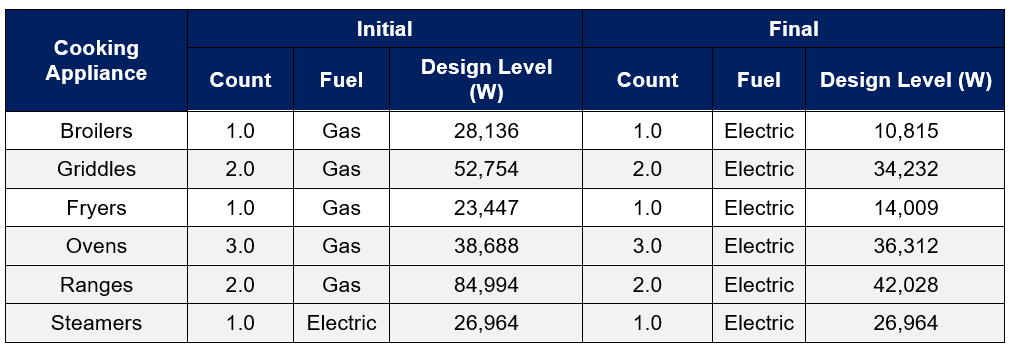 Cooking Appliance Initial Final
Count Fuel Design Level (W) Count Fuel Design Level (W)
Broilers 1.0 Gas 28,136 1.0 Electric 10,815
Griddles 2.0 Gas 52,754 2.0 Electric 34,232
Fryers 1.0 Gas 23,447 1.0 Electric 14,009
Ovens 3.0 Gas 38,688 3.0 Electric 36,312
Ranges 2.0 Gas 84,994 2.0 Electric 42,028
Steamers 1.0 Electric 26,964 1.0 Electric 26,964